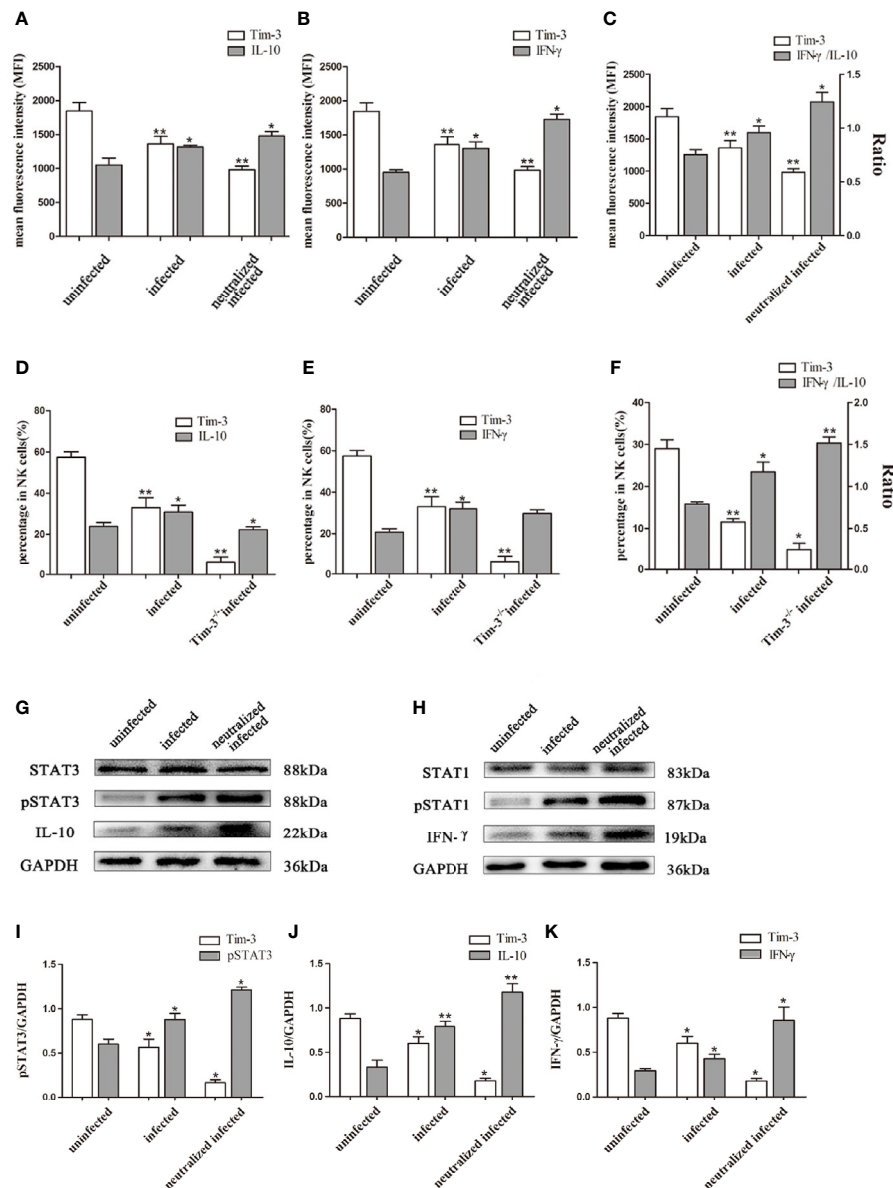 A
Tim-3
IL-10
mean fluorescence intensity (MFI)
2500
2000
1500
1000
500
0
** * ** *
uninfected
infected
neutralized
infected
B
Tim-3
IFN-γ
mean fluorescence intensity (MFI)
2500
2000
1500
1000
500
0
** * ** *
uninfected
infected
neutralized
infected
C
Tim-3
IFN-γ /IL-10
mean fluorescence intensity (MFI)
2500
2000
1500
1000
500
0
** * ** *
1.5
1.0
0.5
0.0
Ratio
uninfected
infected
neutralized infected
D
Tim-3
IL-10
percentage in NK cells(%)
80
60
40
20
0
** * ** *
uninfected
infected
Tim-3-/- infected
E
Tim-3
IFN-γ
percentage in NK cells(%)
80
60
40
20
0
** * **
uninfected
infected
Tim-3-/- infected
F
Tim-3
IFN-γ /IL-10
percentage in NK cells(%)
40
30
20
10
0
** * * **
2.0
1.5
1.0
0.5
0.0
Ratio
uninfected
infected
Tim-3-/- infected
G
uninfected
infected
neutralized
infected
STAT3 88kDa
pSTAT3 88kDa
IL-10 22kDa
GAPDH 36kDa
H
uninfected
infected
neutralized
infected
STAT1 83kDa
pSTAT1 87kDa
IFN-γ 19kDa
GAPDH 36kDa
I
Tim-3
pSTAT3
pSTAT3/GAPDH
1.5
1.0
0.5
0.0
* * * *
uninfected
infected
neutralized infected
J
Tim-3
IL-10
IL-10/GAPDH
1.5
1.0
0.5
0.0
* ** * **
uninfected
infected
neutralized infected
K
Tim-3
IFN-γ
IFN-γ/GAPDH
1.5
1.0
0.5
0.0
* * * *
uninfected
infected
neutralized infected